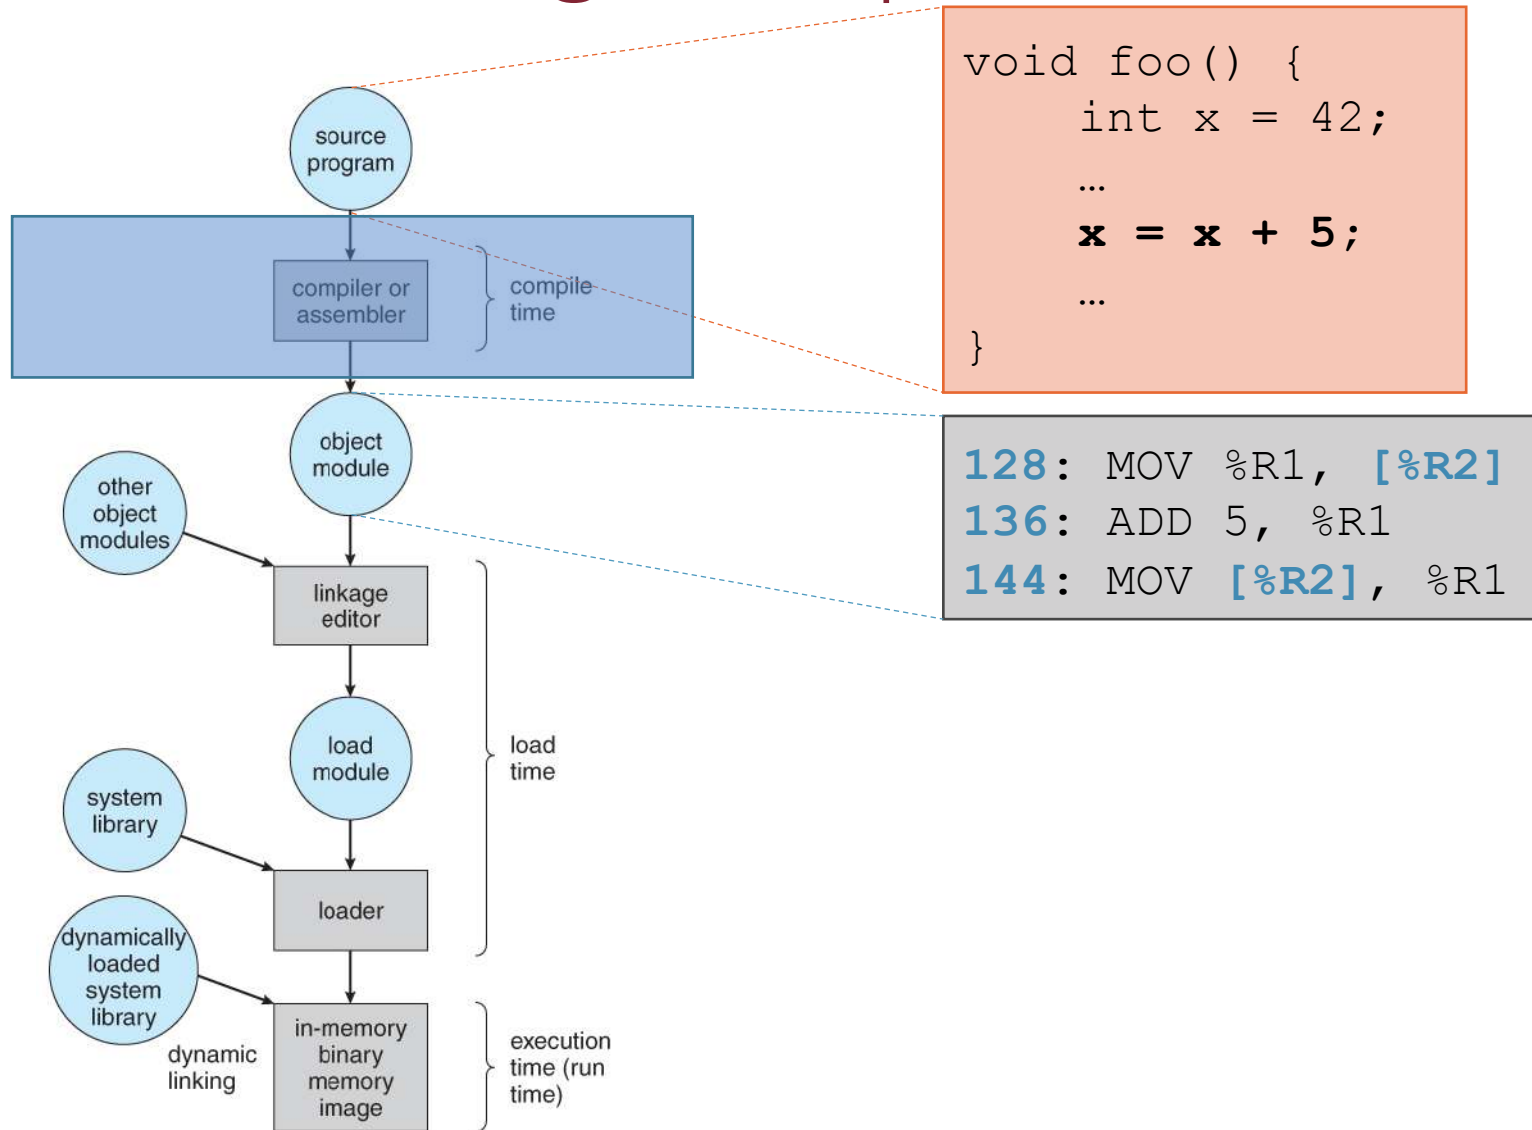 void foo() {
int x = 42;
…
x = x + 5;
…
}
source
program
compiler or
assembler
compile
time
object
module
128: MOV %R1, [%R2]
136: ADD 5, %R1
144: MOV [%R2], %R1
other
object
modules
linkage
editor
load
module
load
time
system
library
loader
dynamically
loaded
system
library
dynamic
linking
in-memory
binary
memory
image
execution
time (run
time)